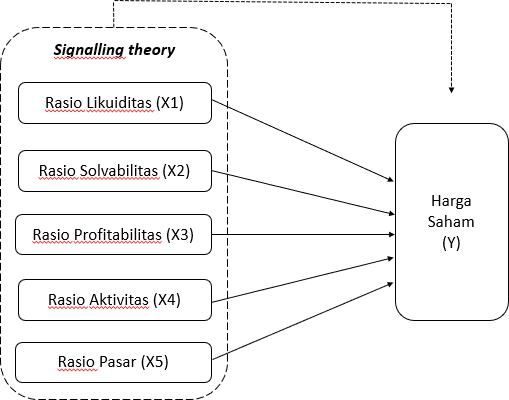 Signalling theory
Rasio Likuiditas (X1)
Rasio Solvabilitas (X2)
Rasio Profitabilitas (X3)
Rasio Aktivitas (X4)
Rasio Pasar (X5)
Harga
Saham
(Y)